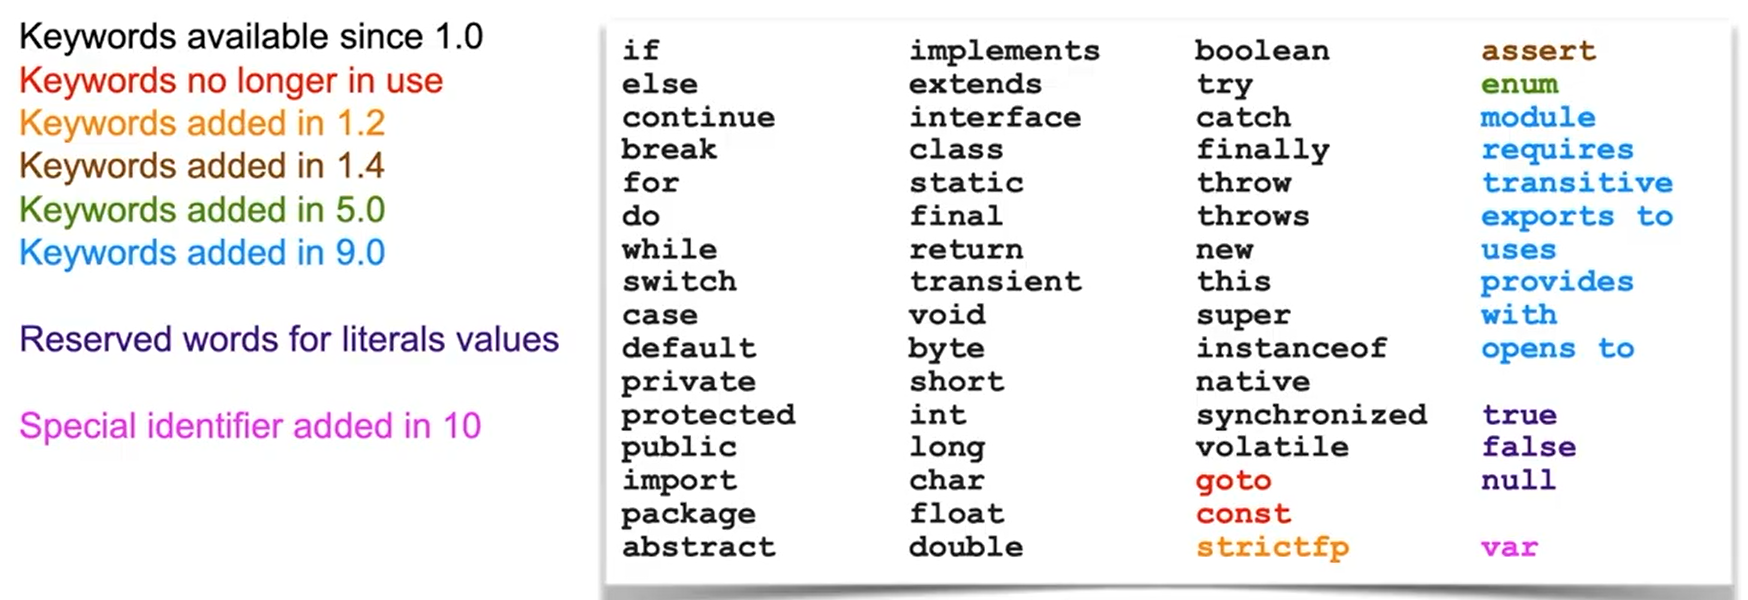 Keywords available since 1.0
Keywords no longer in use
Keywords added in 1.2
Keywords added in 1.4
Keywords added in 5.0
Keywords added in 9.0
Reserved words for literals values
Special identifier added in 10
if
else
continue
break
for
do
while
switch
case
default
private
protected
public
import
package
abstract
implements
extends
interface
class
static
final
return
transient
void
byte
short
int
long
char
float
double
boolean
try
catch
finally
throw
throws
new
this
super
instanceof
native
synchronized
volatile
goto
const
strictfp
assert
enum
module
requires
transitive
exports to
uses
provides
with
opens to
true
false
null
var